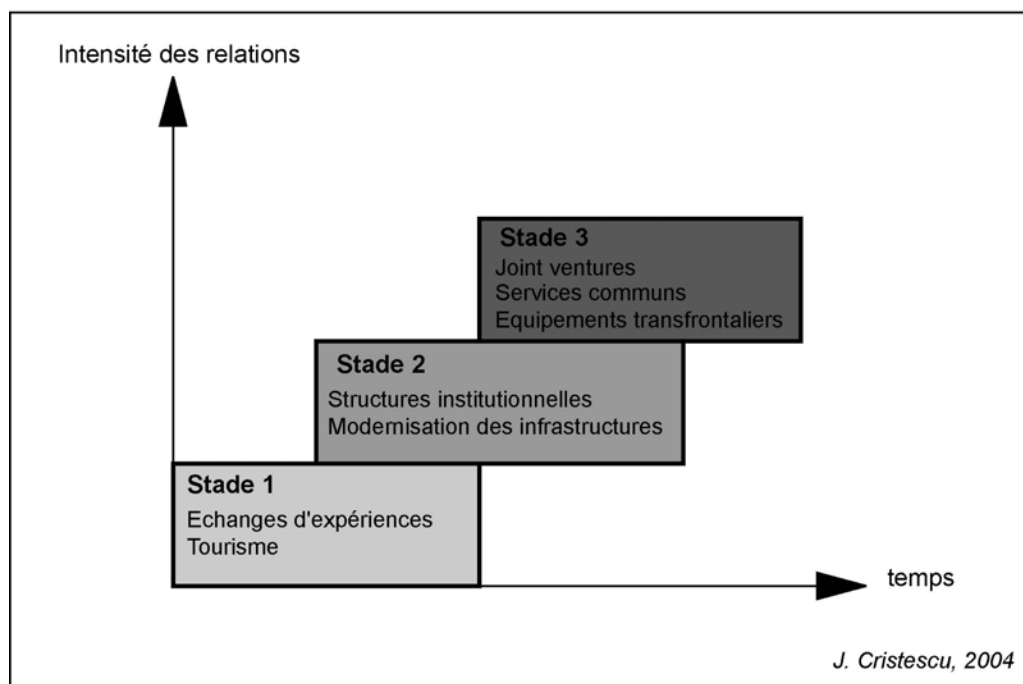 Intensité des relations
Stade 3
Joint ventures
Services communs
Equipements transfrontaliers
Stade 2
Structures institutionnelles
Modernisation des infrastructures
Stade 1
Echanges d'expériences
Tourisme
temps
J. Cristescu, 2004